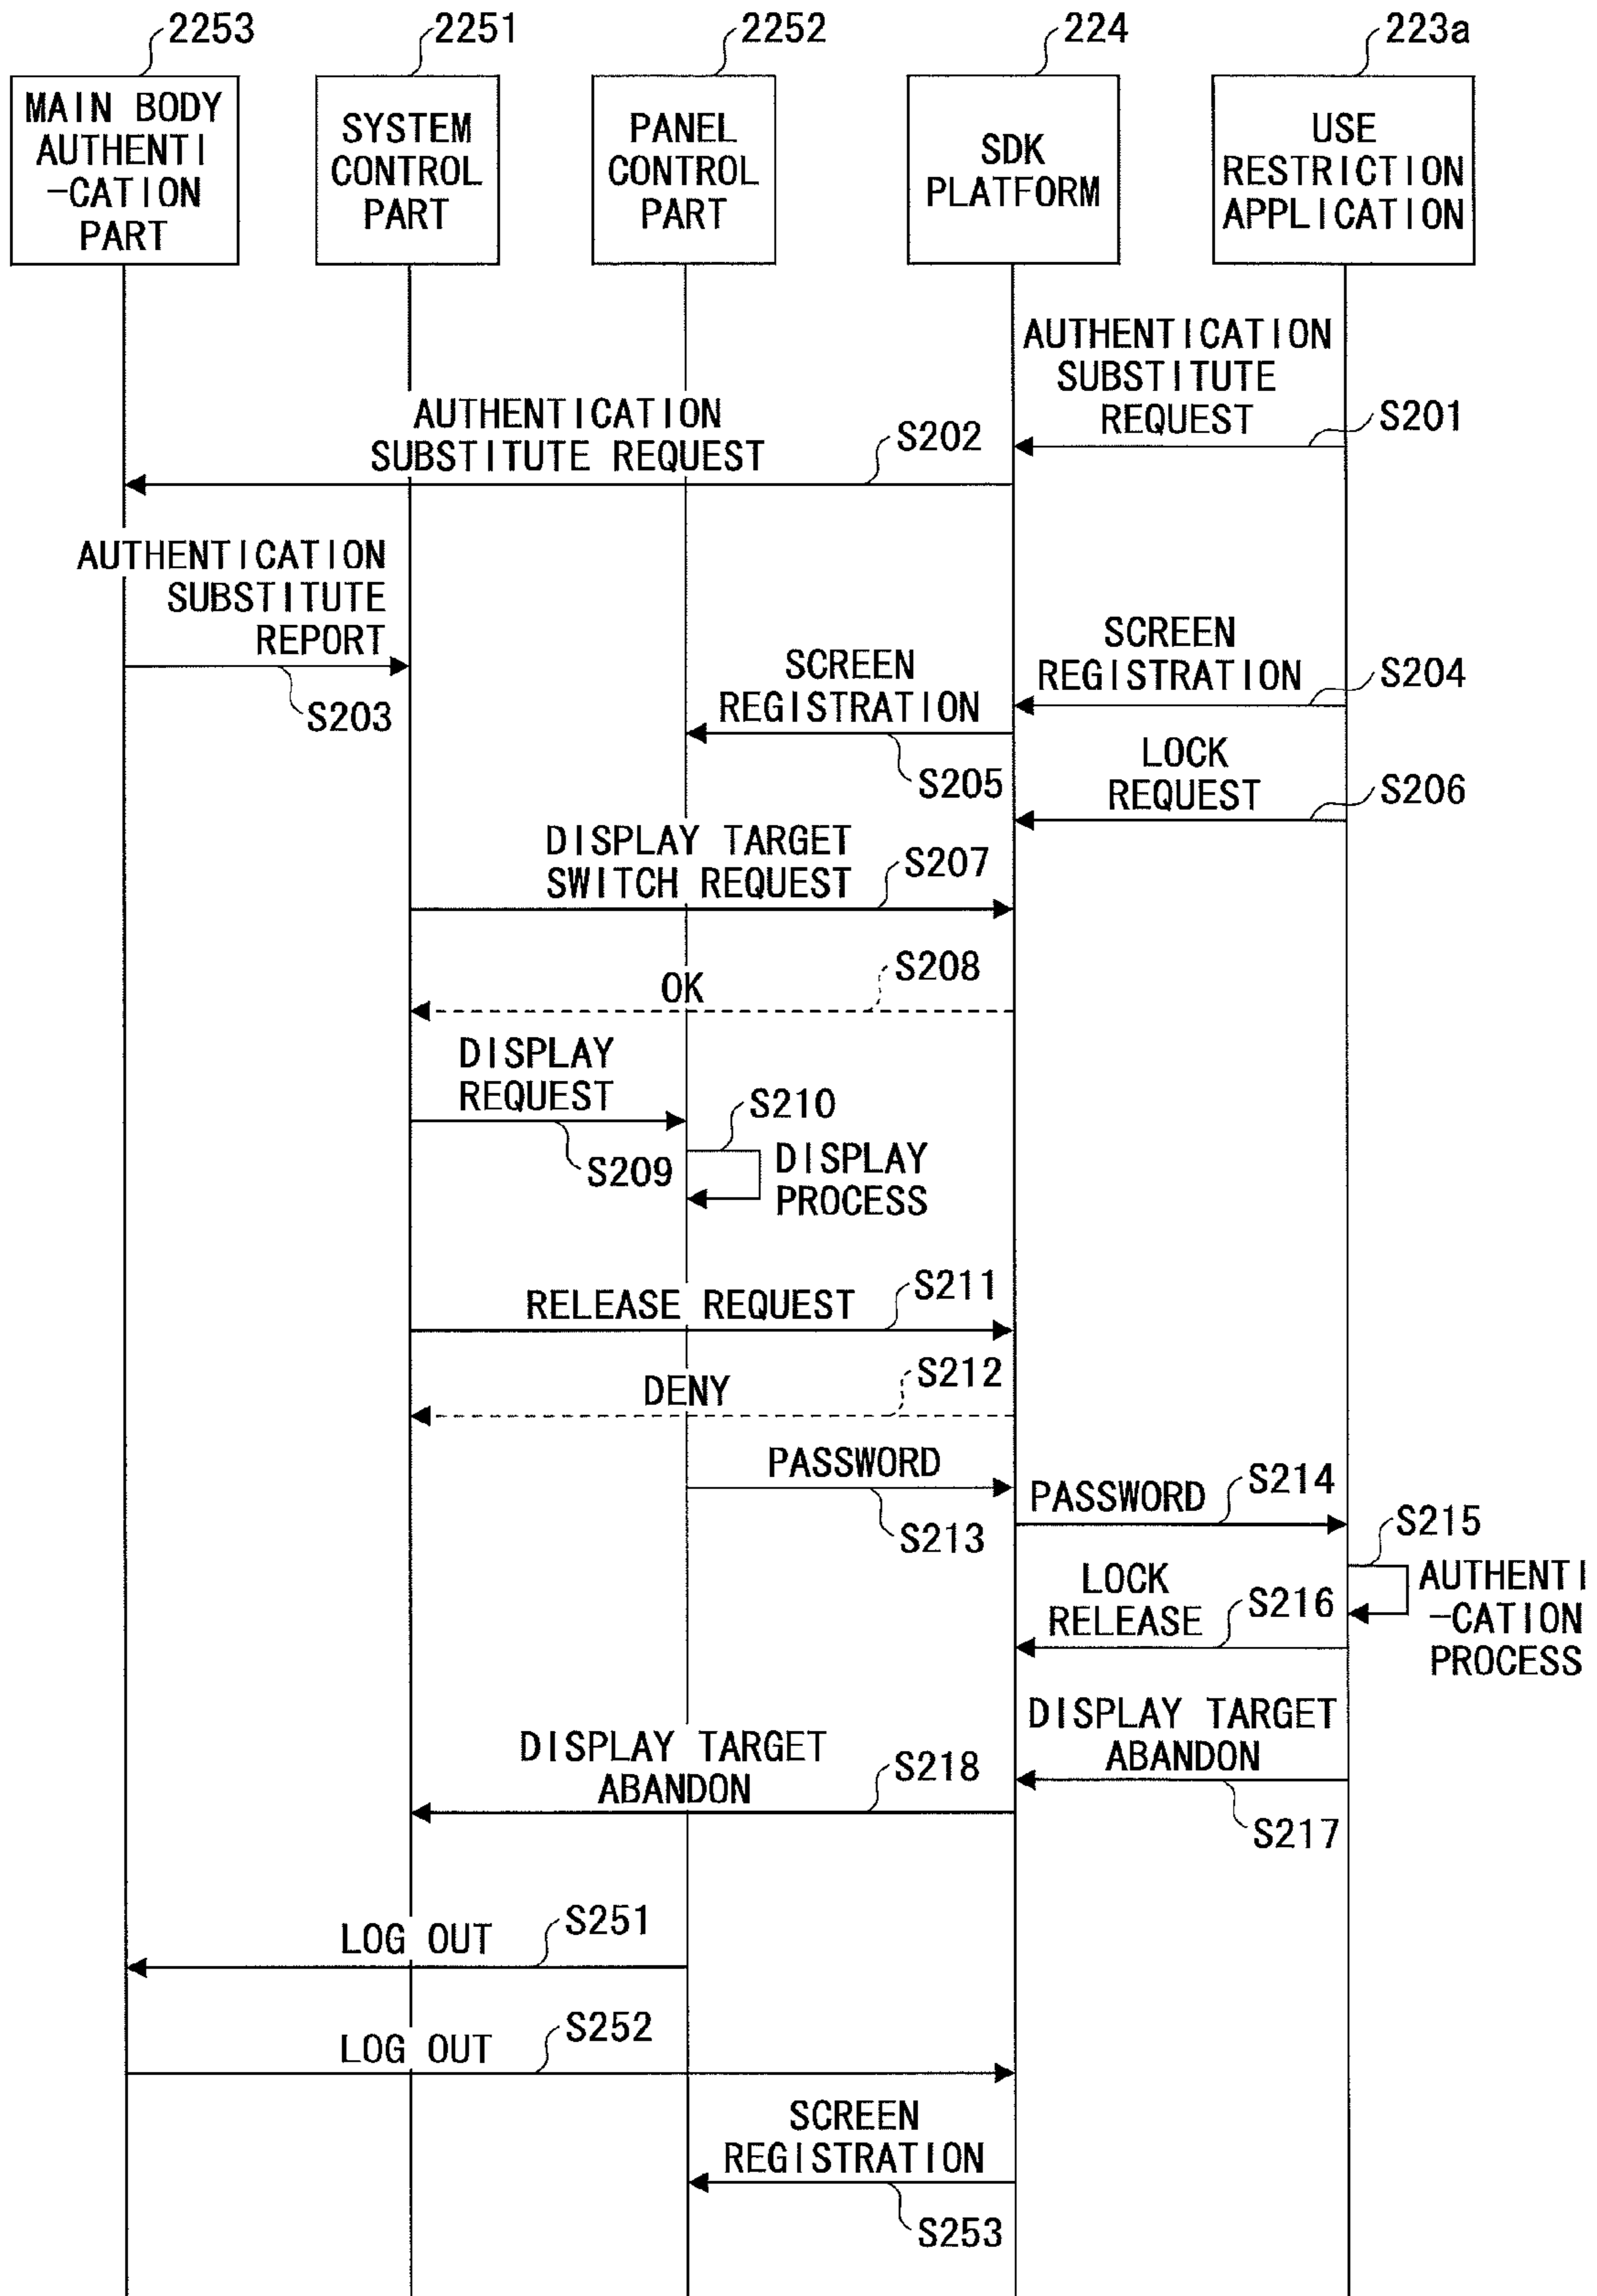 2253
2251
2252
224
223a
MAIN BODY
AUTHENTI
-CATION
PART
SYSTEM
CONTROL
PART
PANEL
CONTROL
PART
SDK
PLATFORM
USE
RESTRICTION
APPLICATION
AUTHENTICATION
SUBSTITUTE
REQUEST
S201
AUTHENTICATION
SUBSTITUTE REQUEST
S202
AUTHENTICATION
SUBSTITUTE
REPORT
S203
SCREEN
REGISTRATION
S204
SCREEN
REGISTRATION
S205
LOCK
REQUEST
S206
DISPLAY TARGET
SWITCH REQUEST
S207
OK
S208
DISPLAY
REQUEST
S209
S210
DISPLAY
PROCESS
RELEASE REQUEST
S211
DENY
S212
PASSWORD
S213
PASSWORD
S214
S215
AUTHENTI
-CATION
PROCESS
LOCK
RELEASE
S216
DISPLAY TARGET
ABANDON
S217
DISPLAY TARGET
ABANDON
S218
LOG OUT
S251
LOG OUT
S252
SCREEN
REGISTRATION
S253